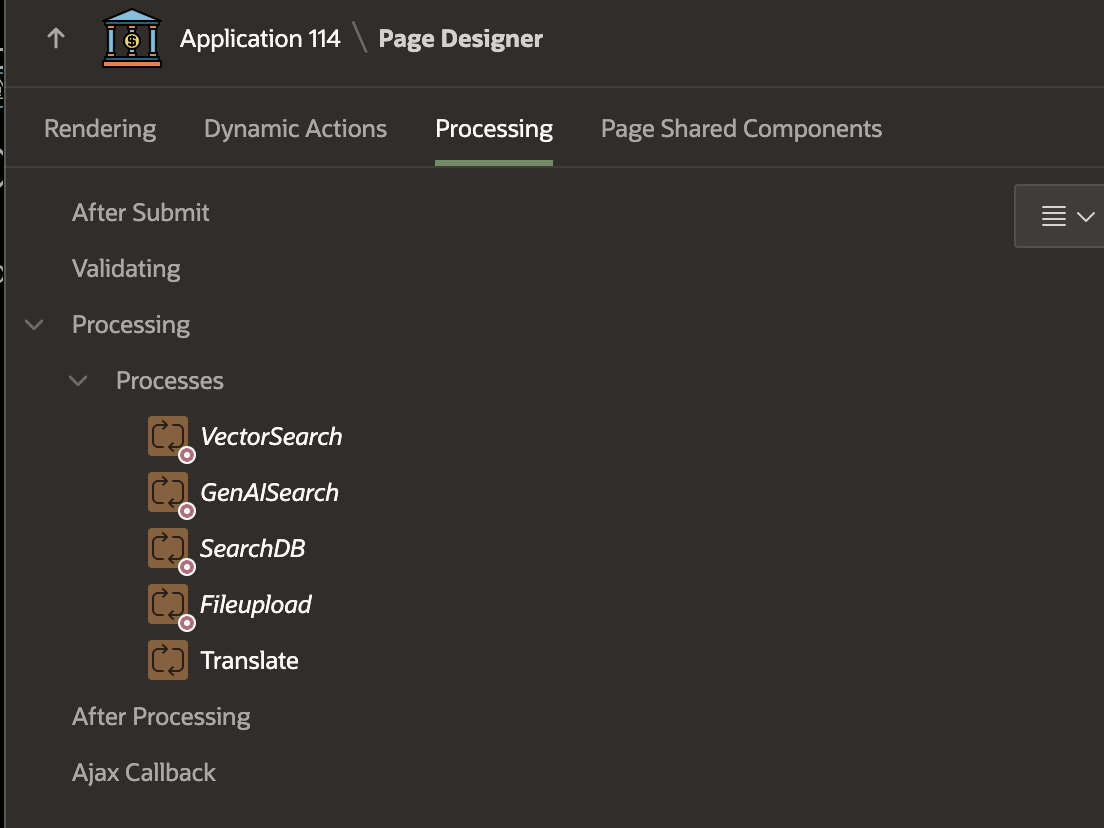 Application 114 \ Page Designer
Rendering Dynamic Actions Processing Page Shared Components
After Submit
Validating
Processing
Processes
VectorSearch
GenAISearch
SearchDB
Fileupload
Translate
After Processing
Ajax Callback